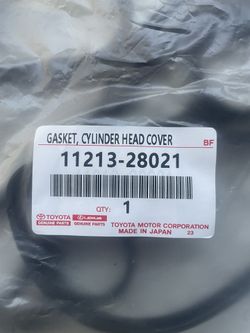 GASKET, CYLINDER HEAD COVER BF
11213-28021
QTY: 1
TOYOTA LEXUS
GENUINE PARTS GENUINE PARTS
TOYOTA MOTOR CORPORATION
MADE IN JAPAN 23